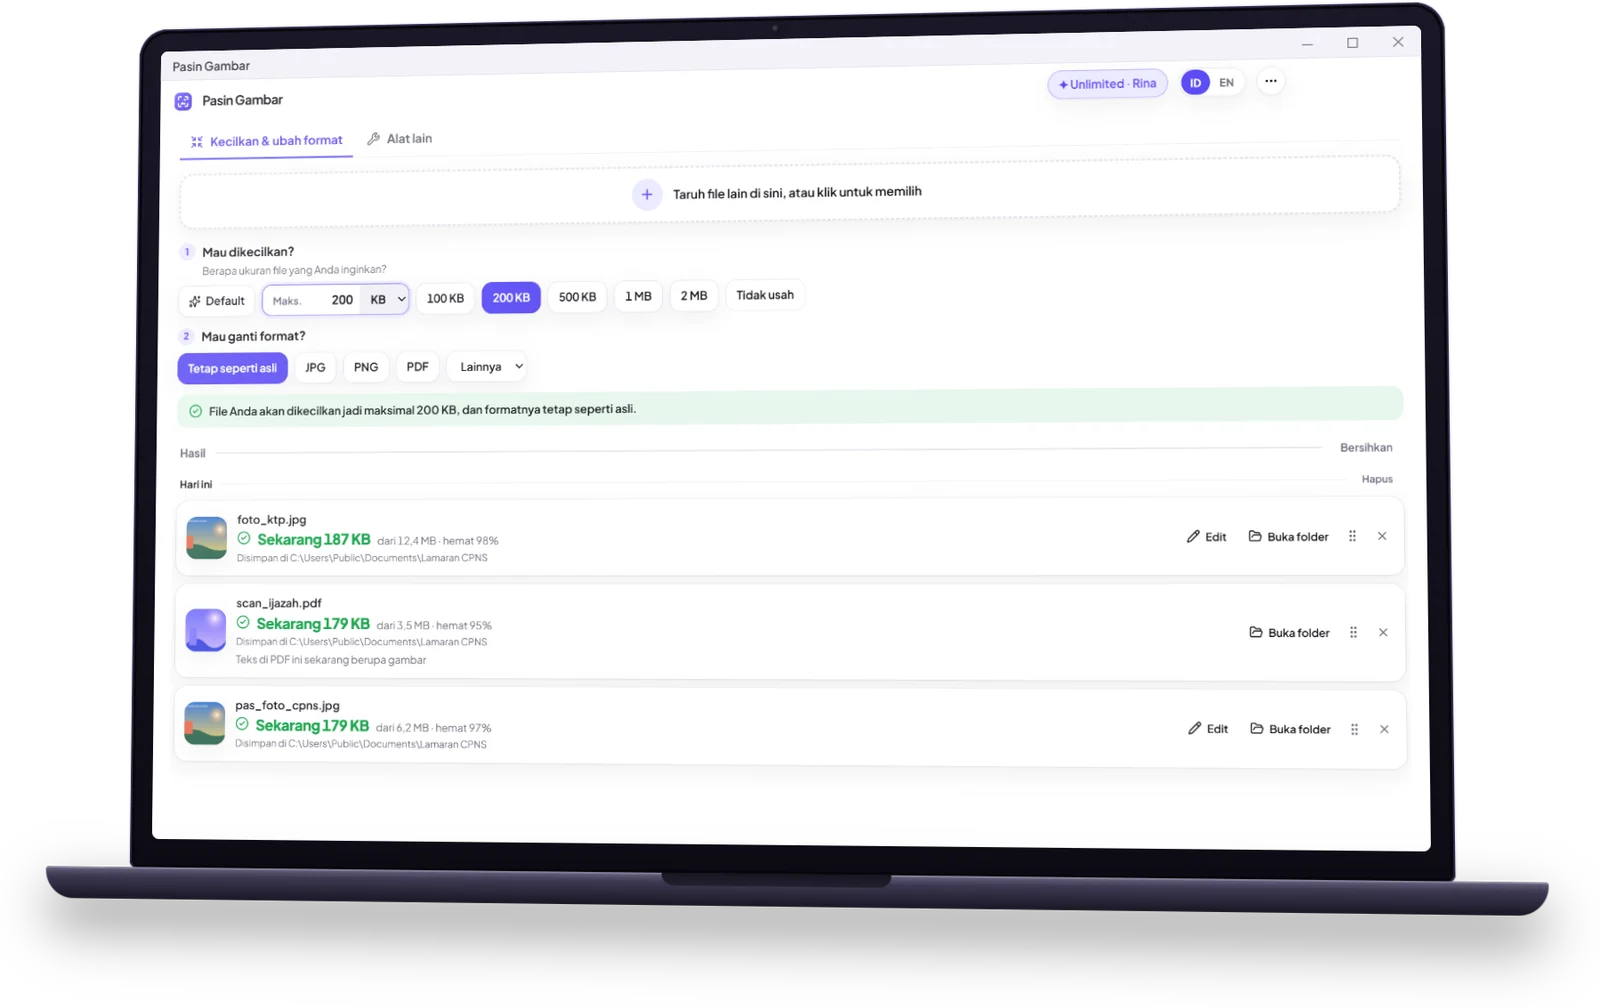 Pasin Gambar
Pasin Gambar
✦ Unlimited · Rina
ID
EN
Kecilkan & ubah format
Alat lain
Taruh file lain di sini, atau klik untuk memilih
1 Mau dikecilkan?
Berapa ukuran file yang Anda inginkan?
Default
Maks. 200 KB
100 KB
200 KB
500 KB
1 MB
2 MB
Tidak usah
2 Mau ganti format?
Tetap seperti asli
JPG
PNG
PDF
Lainnya
File Anda akan dikecilkan jadi maksimal 200 KB, dan formatnya tetap seperti asli.
Hasil
Bersihkan
Hari ini
Hapus
foto_ktp.jpg
Sekarang 187 KB dari 12,4 MB · hemat 98%
Disimpan di C:\Users\Public\Documents\Lamaran CPNS
Edit
Buka folder
scan_ijazah.pdf
Sekarang 179 KB dari 3,5 MB · hemat 95%
Disimpan di C:\Users\Public\Documents\Lamaran CPNS
Teks di PDF ini sekarang berupa gambar
Buka folder
pas_foto_cpns.jpg
Sekarang 179 KB dari 6,2 MB · hemat 97%
Disimpan di C:\Users\Public\Documents\Lamaran CPNS
Edit
Buka folder